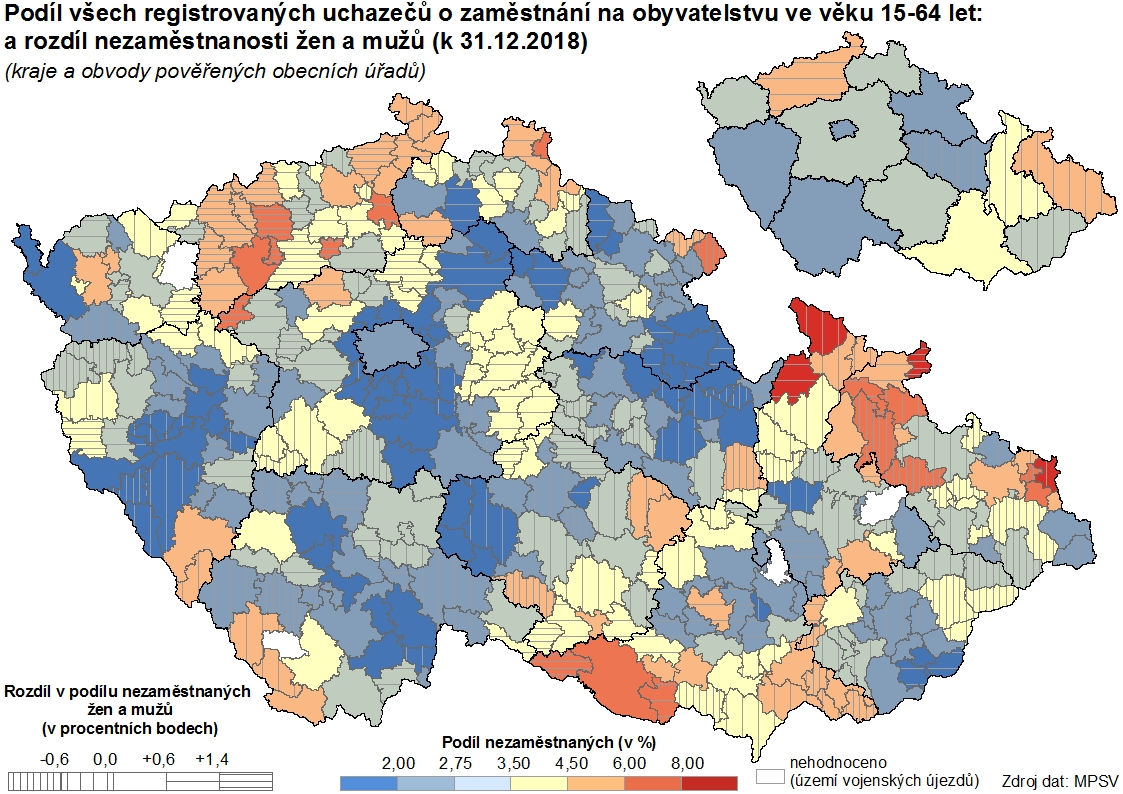 Podíl všech registrovaných uchazečů o zaměstnání na obyvatelstvu ve věku 15-64 let:
a rozdíl nezaměstnanosti žen a mužů (k 31.12.2018)
(kraje a obvody pověřených obecních úřadů)
Rozdíl v podílu nezaměstnaných
žen a mužů
(v procentních bodech)
-0,6 0,0 +0,6 +1,4
Podíl nezaměstnaných (v %)
2,00 2,75 3,50 4,50 6,00 8,00
nehodnoceno
(území vojenských újezdů)
Zdroj dat: MPSV